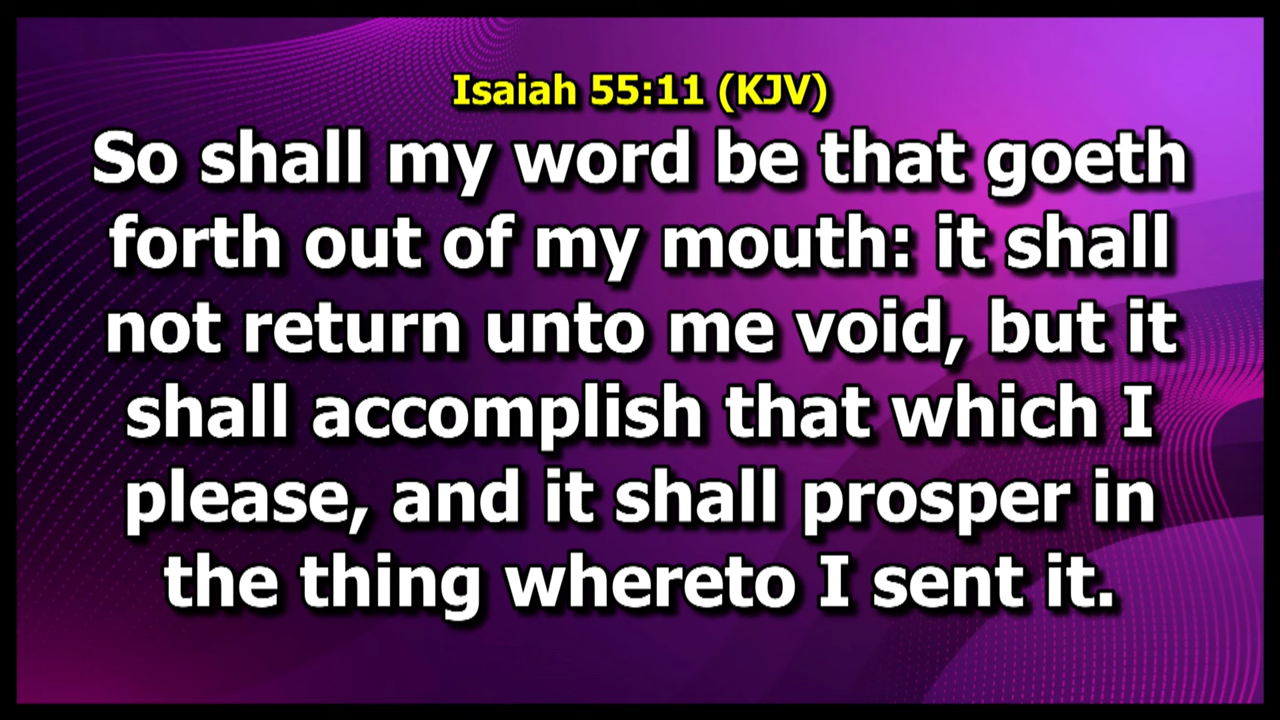 Isaiah 55:11 (KJV)
So shall my word be that goeth
forth out of my mouth: it shall
not return unto me void, but it
shall accomplish that which I
please, and it shall prosper in
the thing whereto I sent it.